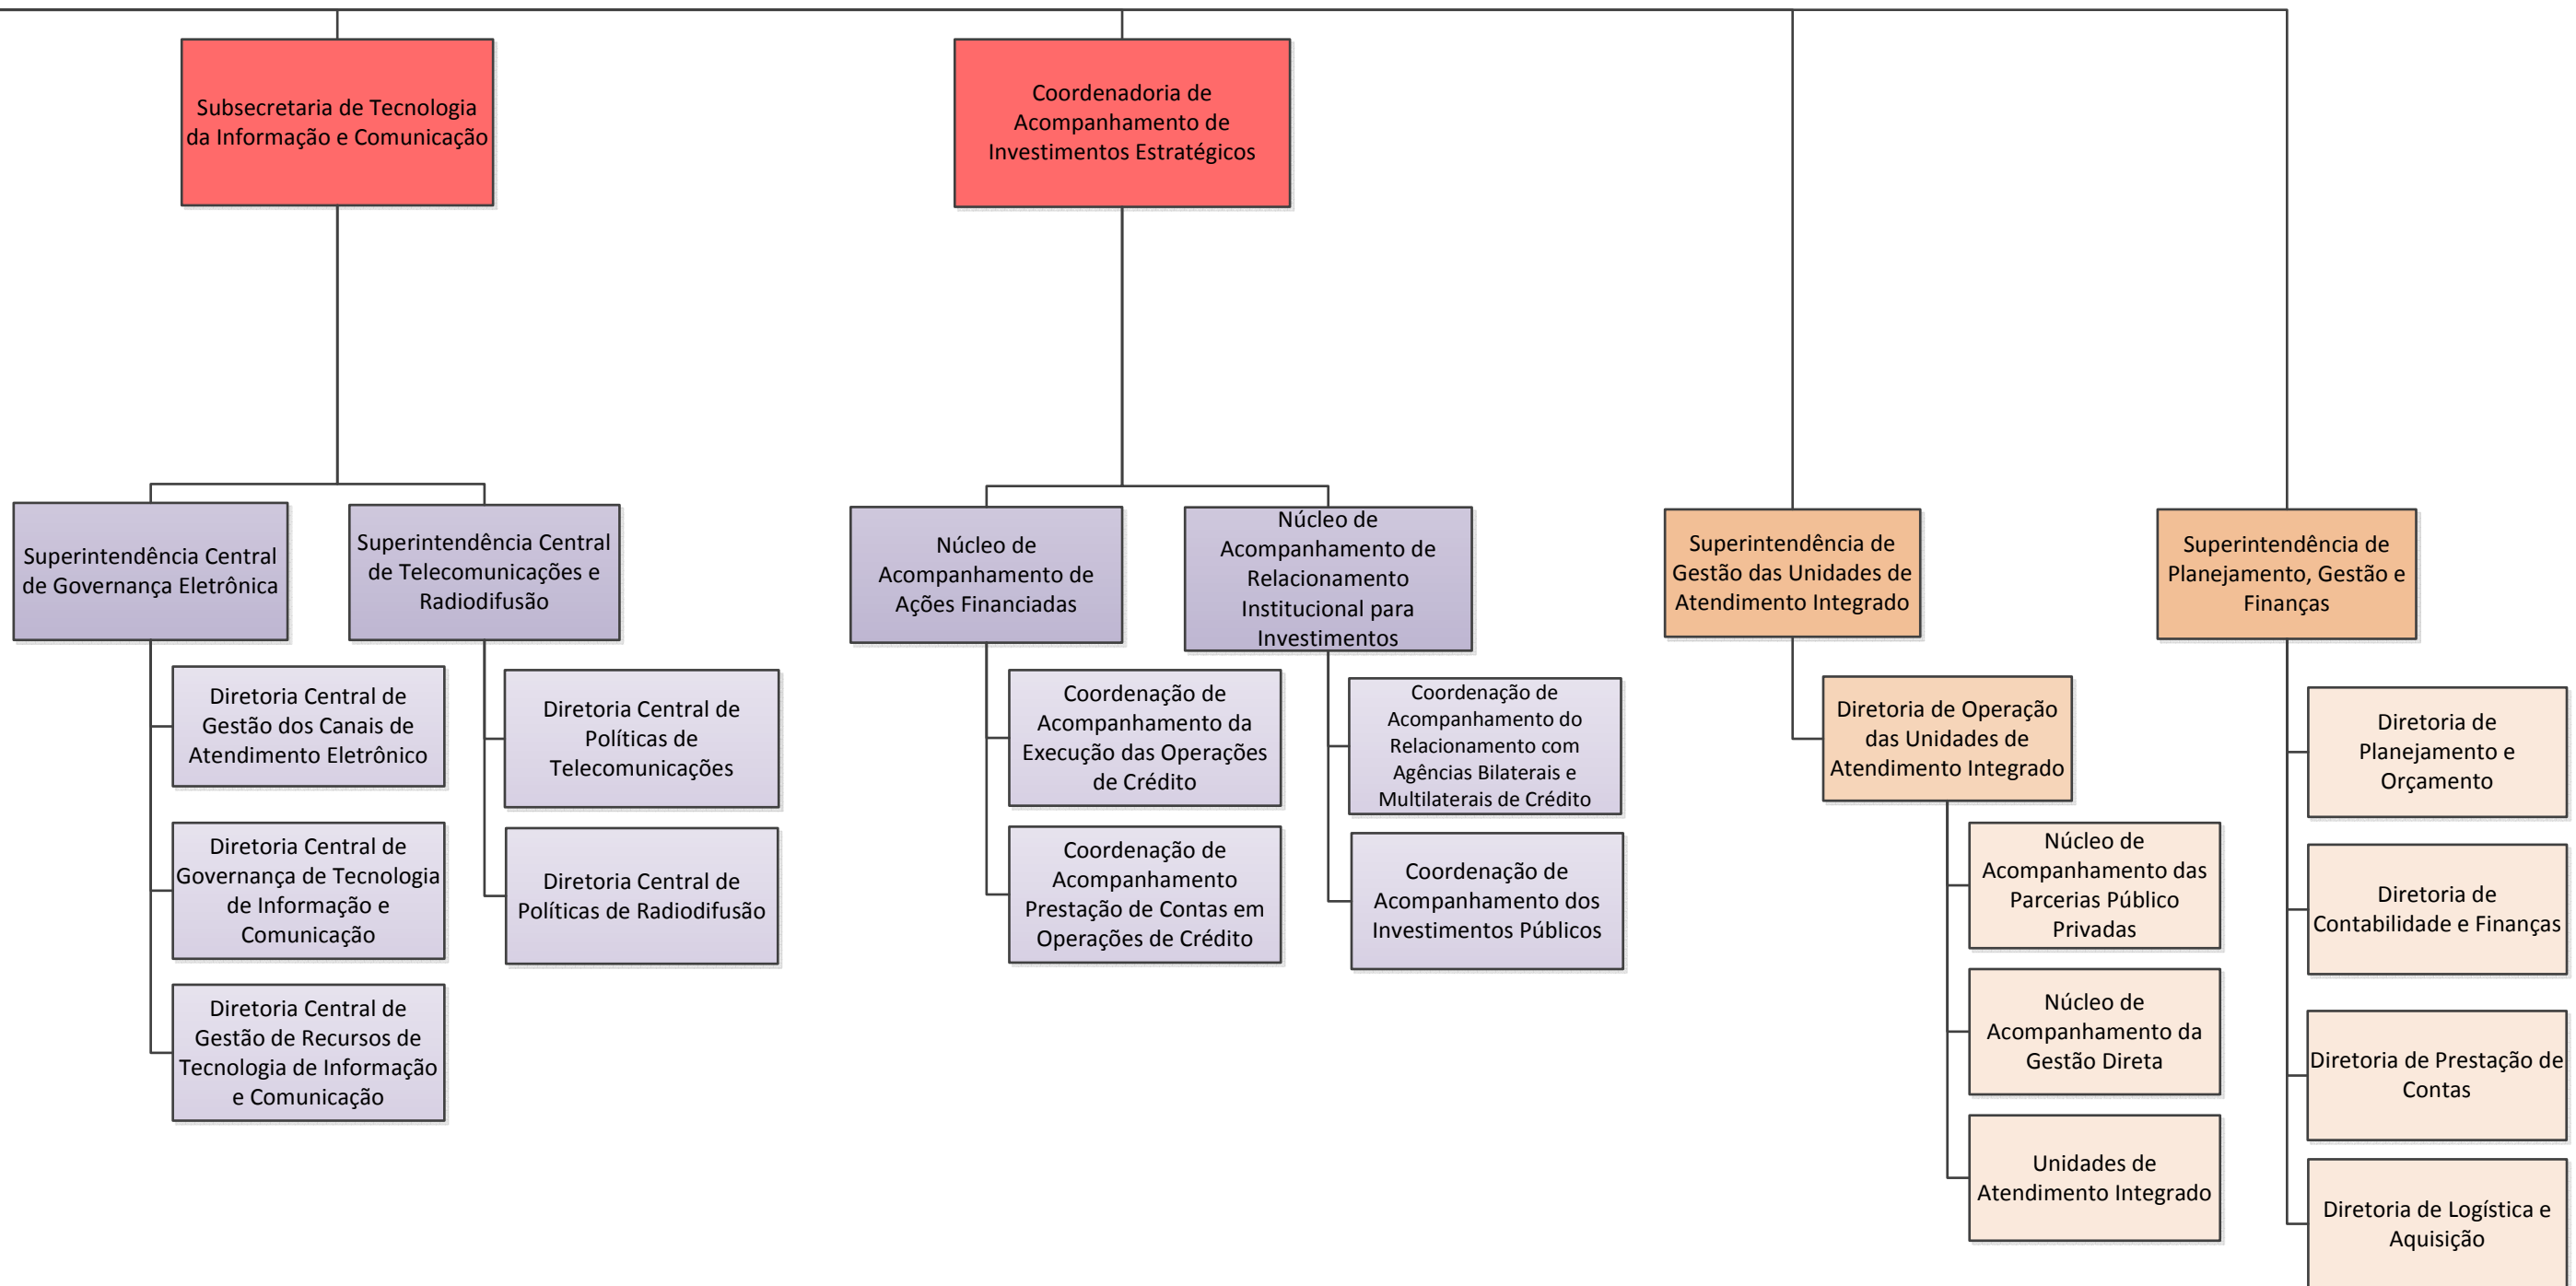 Subsecretaria de Tecnologia
da Informação e Comunicação
Coordenadoria de
Acompanhamento de
Investimentos Estratégicos
Superintendência Central
de Governança Eletrônica
Superintendência Central
de Telecomunicações e
Radiodifusão
Núcleo de
Acompanhamento de
Ações Financiadas
Núcleo de
Acompanhamento de
Relacionamento
Institucional para
Investimentos
Superintendência de
Gestão das Unidades de
Atendimento Integrado
Superintendência de
Planejamento, Gestão e
Finanças
Diretoria Central de
Gestão dos Canais de
Atendimento Eletrônico
Diretoria Central de
Governança de Tecnologia
de Informação e
Comunicação
Diretoria Central de
Gestão de Recursos de
Tecnologia de Informação
e Comunicação
Diretoria Central de
Políticas de
Telecomunicações
Diretoria Central de
Políticas de Radiodifusão
Coordenação de
Acompanhamento da
Execução das Operações
de Crédito
Coordenação de
Acompanhamento
Prestação de Contas em
Operações de Crédito
Coordenação de
Acompanhamento do
Relacionamento com
Agências Bilaterais e
Multilaterais de Crédito
Coordenação de
Acompanhamento dos
Investimentos Públicos
Diretoria de Operação
das Unidades de
Atendimento Integrado
Núcleo de
Acompanhamento das
Parcerias Público
Privadas
Núcleo de
Acompanhamento da
Gestão Direta
Unidades de
Atendimento Integrado
Diretoria de
Planejamento e
Orçamento
Diretoria de
Contabilidade e Finanças
Diretoria de Prestação de
Contas
Diretoria de Logística e
Aquisição